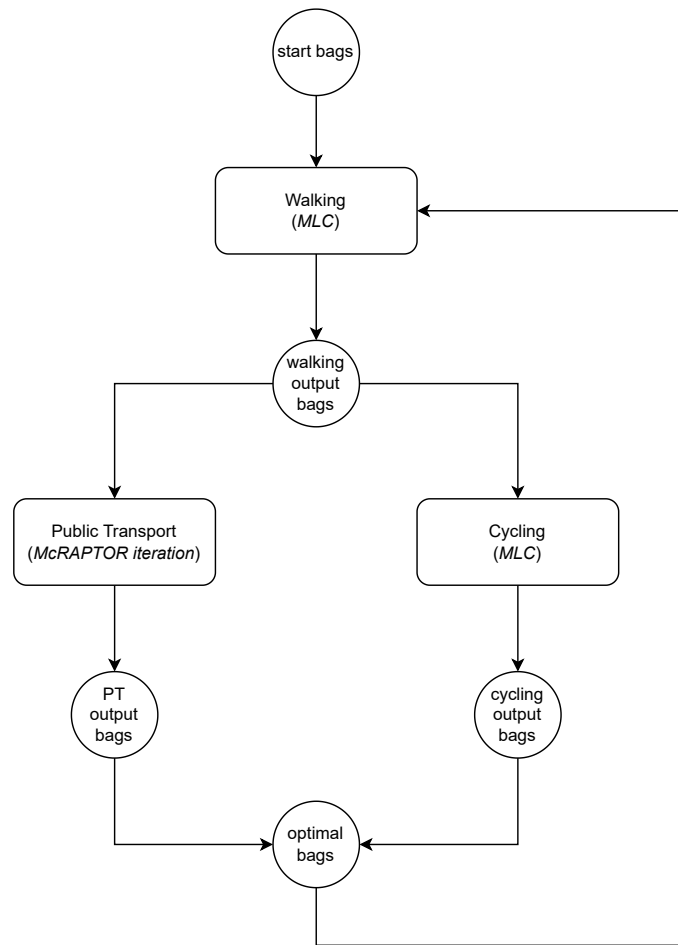 start bags
Walking
(MLC)
walking
output
bags
Public Transport
(McRAPTOR iteration)
Cycling
(MLC)
PT
output
bags
cycling
output
bags
optimal
bags